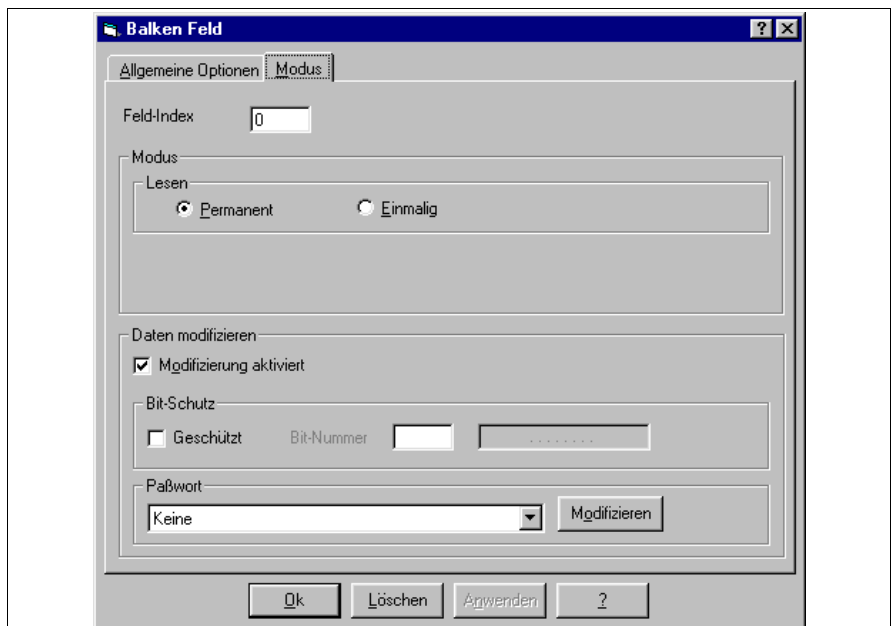 Balken Feld
Allgemeine Optionen Modus
Feld-Index 0
Modus
Lesen
Permanent Einmalig
Daten modifizieren
Modifizierung aktiviert
Bit-Schutz
Geschützt Bit-Nummer ........
Paßwort
Keine Modifizieren
Ok Löschen Anwenden ?